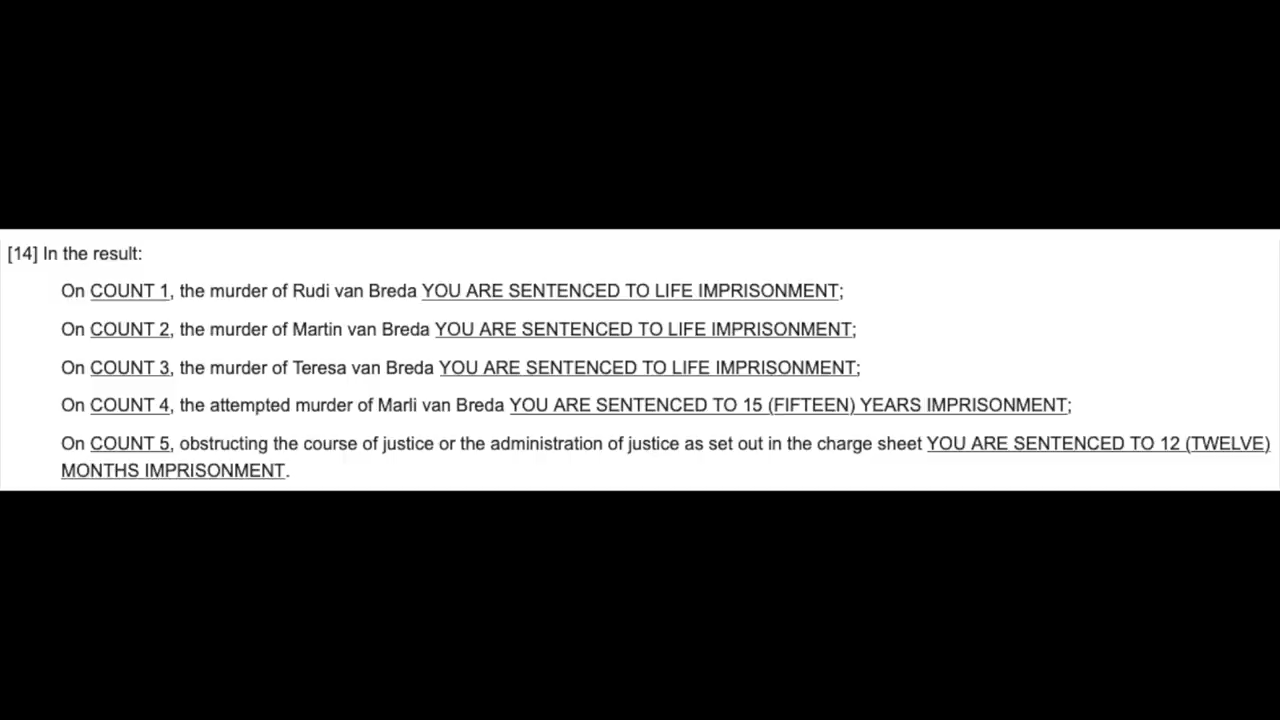 [14] In the result:
On COUNT 1, the murder of Rudi van Breda YOU ARE SENTENCED TO LIFE IMPRISONMENT;
On COUNT 2, the murder of Martin van Breda YOU ARE SENTENCED TO LIFE IMPRISONMENT;
On COUNT 3, the murder of Teresa van Breda YOU ARE SENTENCED TO LIFE IMPRISONMENT;
On COUNT 4, the attempted murder of Marli van Breda YOU ARE SENTENCED TO 15 (FIFTEEN) YEARS IMPRISONMENT;
On COUNT 5, obstructing the course of justice or the administration of justice as set out in the charge sheet YOU ARE SENTENCED TO 12 (TWELVE)
MONTHS IMPRISONMENT.